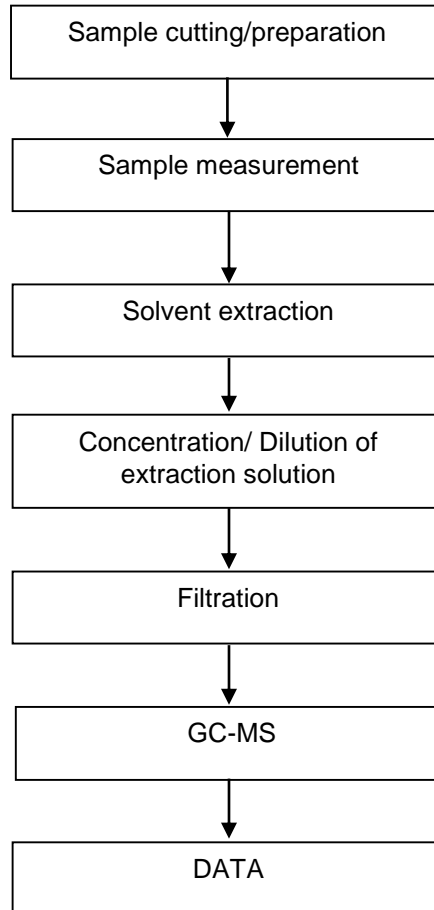 Sample cutting/preparation
Sample measurement
Solvent extraction
Concentration/ Dilution of
extraction solution
Filtration
GC-MS
DATA